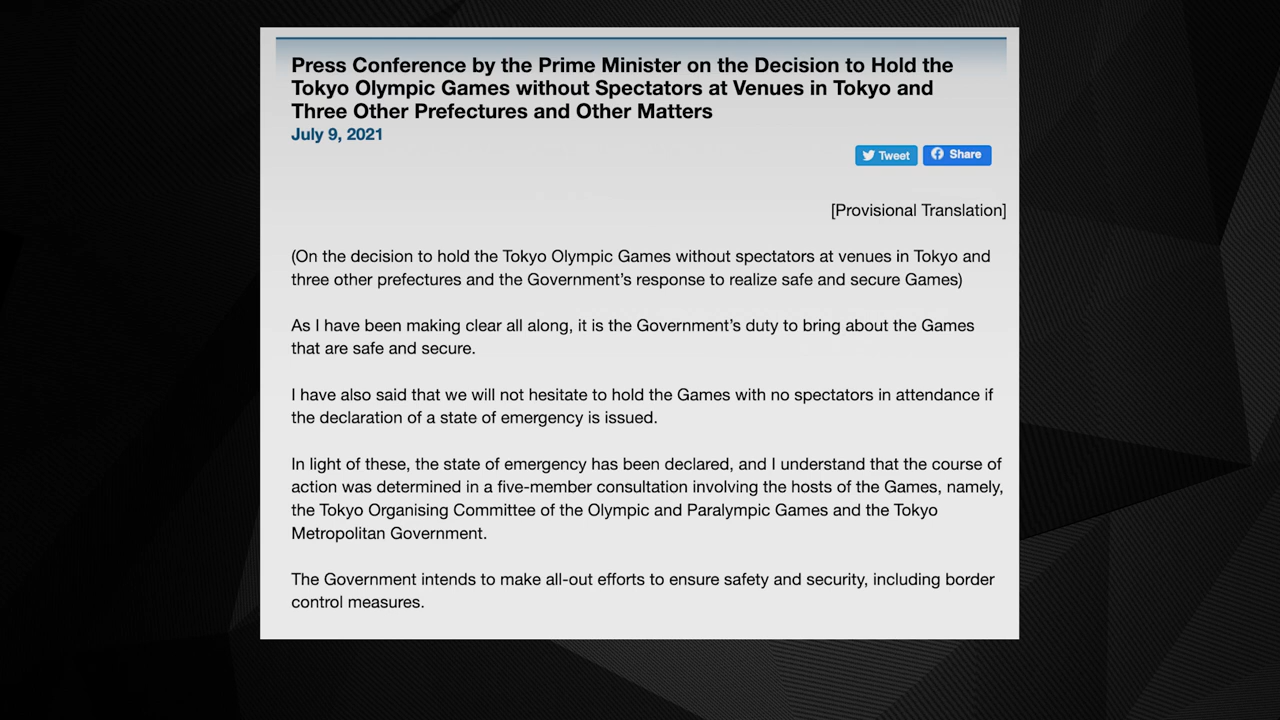 Press Conference by the Prime Minister on the Decision to Hold the
Tokyo Olympic Games without Spectators at Venues in Tokyo and
Three Other Prefectures and Other Matters
July 9, 2021
Tweet
Share
[Provisional Translation]
(On the decision to hold the Tokyo Olympic Games without spectators at venues in Tokyo and
three other prefectures and the Government’s response to realize safe and secure Games)
As I have been making clear all along, it is the Government’s duty to bring about the Games
that are safe and secure.
I have also said that we will not hesitate to hold the Games with no spectators in attendance if
the declaration of a state of emergency is issued.
In light of these, the state of emergency has been declared, and I understand that the course of
action was determined in a five-member consultation involving the hosts of the Games, namely,
the Tokyo Organising Committee of the Olympic and Paralympic Games and the Tokyo
Metropolitan Government.
The Government intends to make all-out efforts to ensure safety and security, including border
control measures.